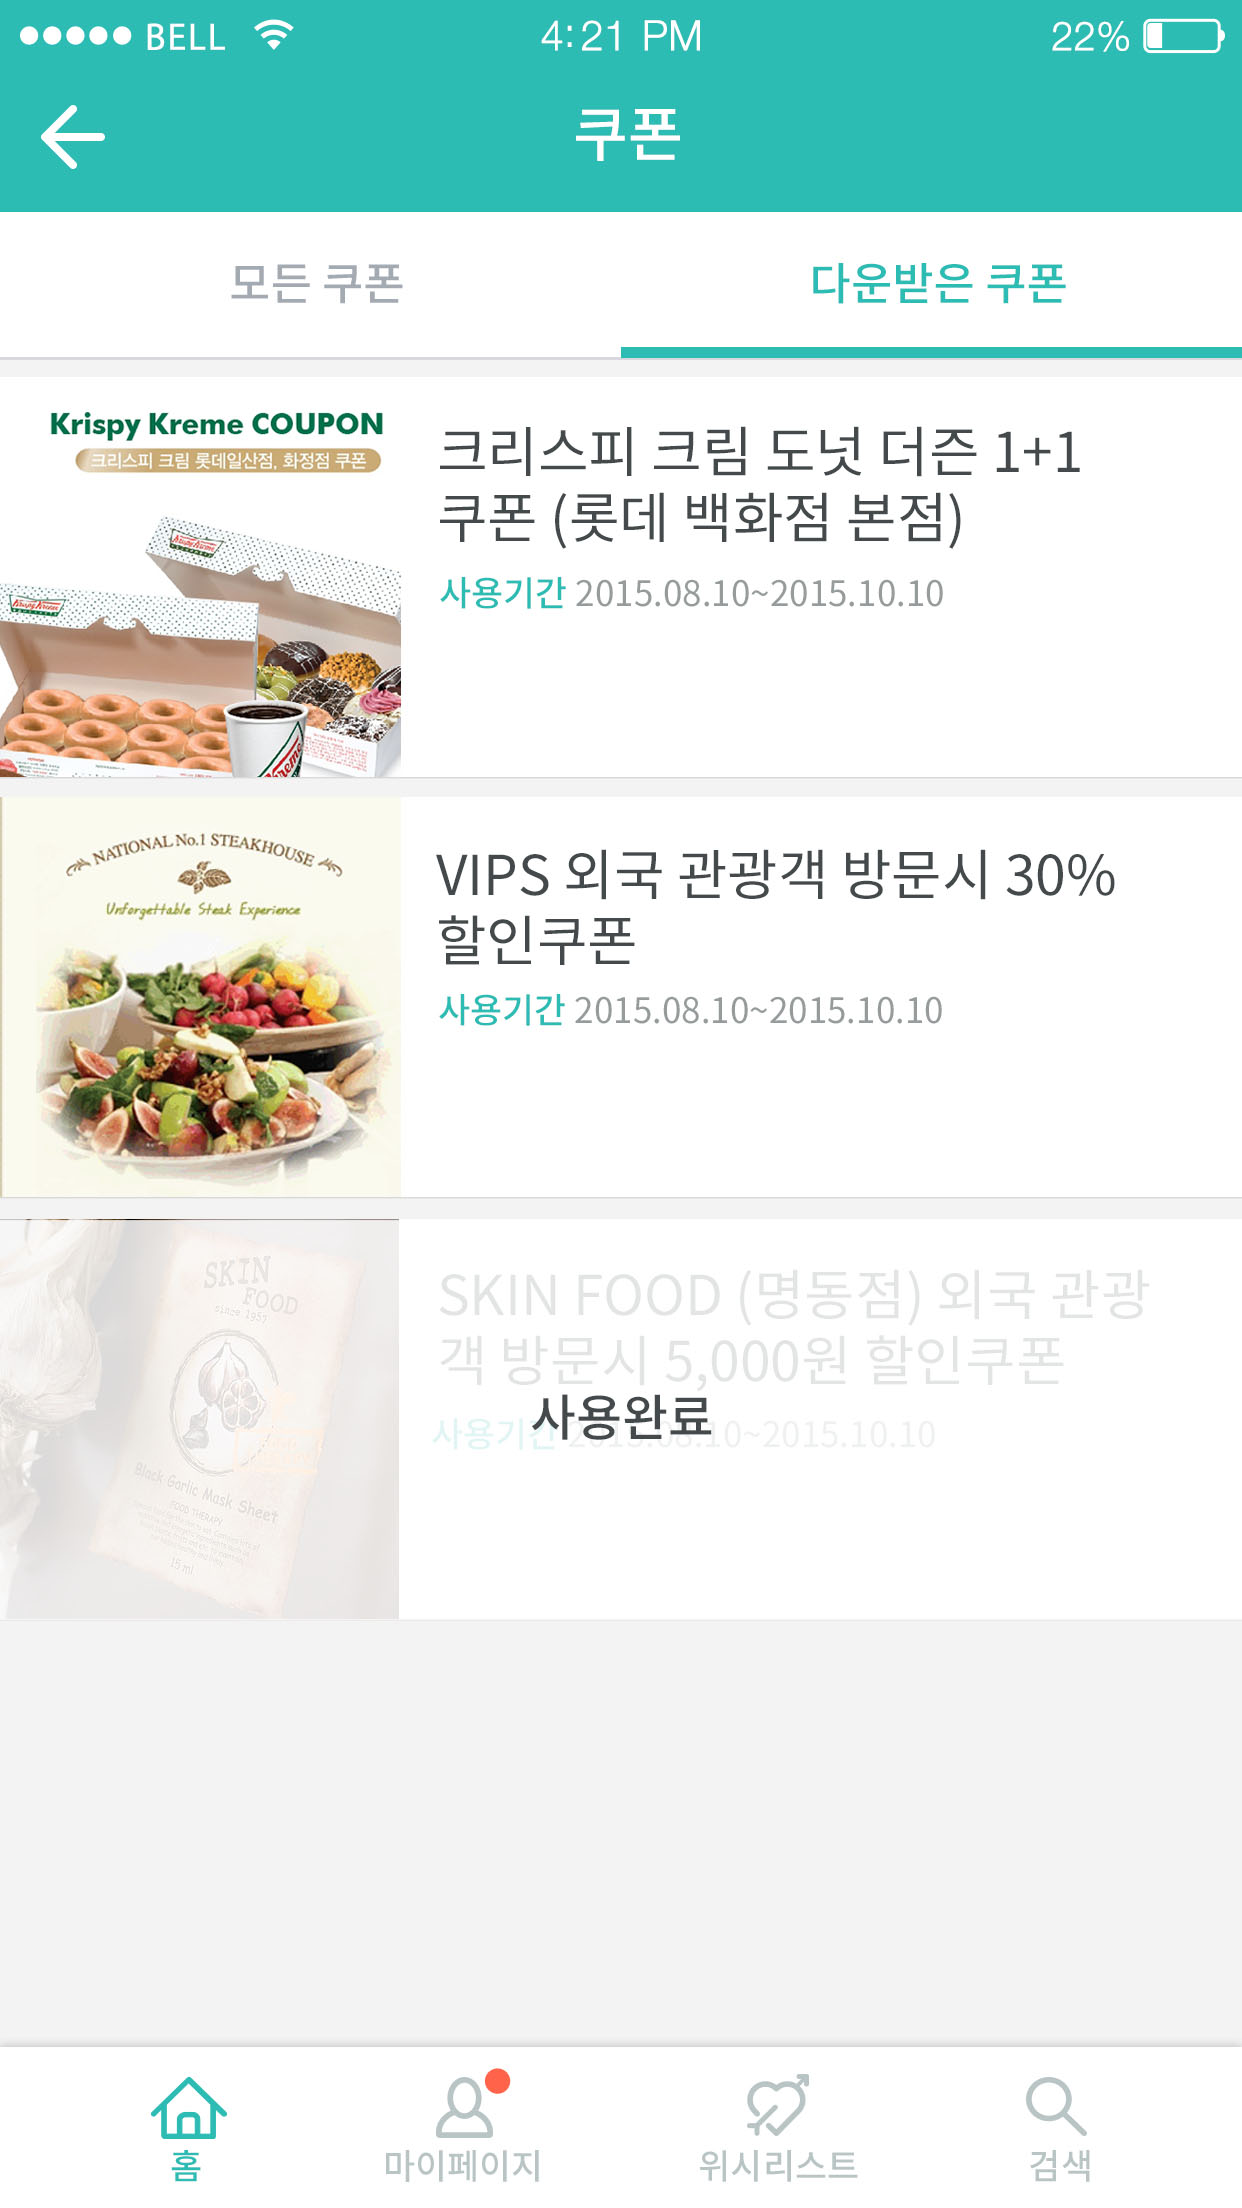 BELL 4:21 PM 22%
쿠폰
모든 쿠폰 다운받은 쿠폰
Krispy Kreme COUPON
크리스피 크림 롯데일산점, 화정점 쿠폰
크리스피 크림 도넛 더즌 1+1
쿠폰 (롯데 백화점 본점)
사용기간 2015.08.10~2015.10.10
NATIONAL No.1 STEAKHOUSE
Unforgettable Steak Experience
VIPS 외국 관광객 방문시 30%
할인쿠폰
사용기간 2015.08.10~2015.10.10
SKIN
FOOD
since 1957
Black Garlic Mask Sheet
FOOD THERAPY
15 ml
SKIN FOOD (명동점) 외국 관광
객 방문시 5,000원 할인쿠폰
사용기간 2015.08.10~2015.10.10
사용완료
홈 마이페이지 위시리스트 검색